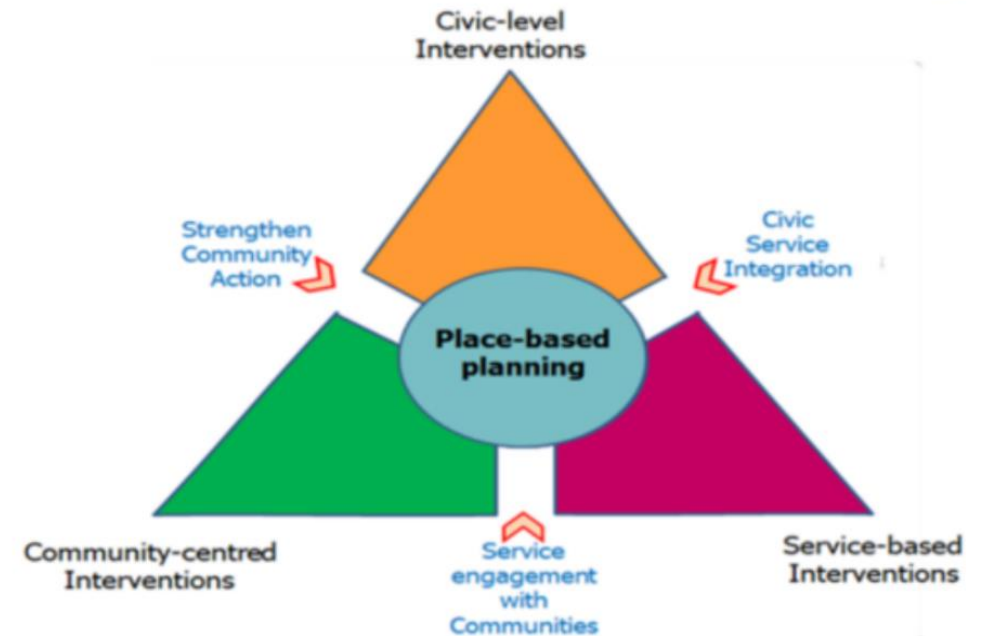 Civic-level
Interventions
Strengthen
Community
Action
Civic
Service
Integration
Place-based
planning
Community-centred
Interventions
Service
engagement
with
Communities
Service-based
Interventions